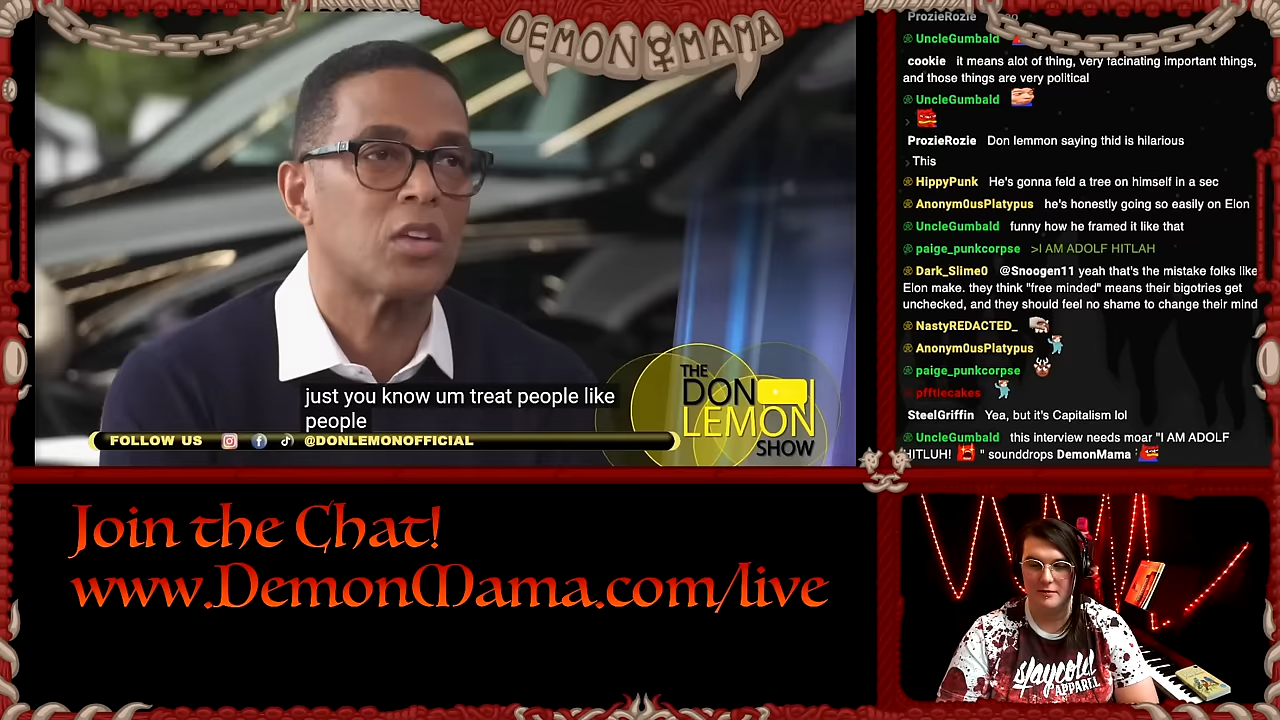 DEMON MAMA
just you know um treat people like
people
THE
DON
LEMON
SHOW
FOLLOW US @DONLEMONOFFICIAL
Join the Chat!
www.DemonMama.com/live
ProzieRozie
UncleGumbald
cookie it means alot of thing, very facinating important things,
and those things are very political
UncleGumbald
ProzieRozie Don lemmon saying thid is hilarious
This
HippyPunk He's gonna feld a tree on himself in a sec
Anonym0usPlatypus he's honestly going so easily on Elon
UncleGumbald funny how he framed it like that
paige_punkcorpse >I AM ADOLF HITLAH
Dark_Slime0 @Snoogen11 yeah that's the mistake folks like
Elon make. they think "free minded" means their bigotries get
unchecked, and they should feel no shame to change their mind
NastyREDACTED_
Anonym0usPlatypus
paige_punkcorpse
pfftlecakes
SteelGriffin Yea, but it's Capitalism lol
UncleGumbald this interview needs moar "I AM ADOLF
HITLUH! " sounddrops DemonMama
slaycold
APPAREL